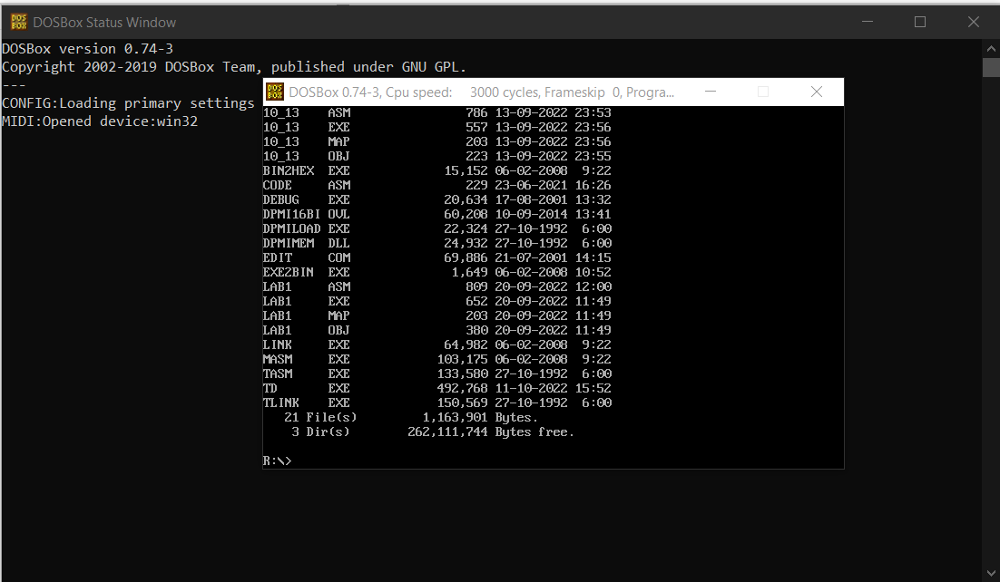 DOSBox Status Window
DOSBox version 0.74-3
Copyright 2002-2019 DOSBox Team, published under GNU GPL.
---
CONFIG:Loading primary settings
MIDI:Opened device:win32
DOSBox 0.74-3, Cpu speed: 3000 cycles, Frameskip 0, Progra...
10_13 ASM 786 13-09-2022 23:53
10_13 EXE 557 13-09-2022 23:56
10_13 MAP 203 13-09-2022 23:56
10_13 OBJ 223 13-09-2022 23:55
BIN2HEX EXE 15,152 06-02-2008 9:22
CODE ASM 229 23-06-2021 16:26
DEBUG EXE 20,634 17-08-2001 13:32
DPMI16BI OVL 60,208 10-09-2014 13:41
DPMILOAD EXE 22,324 27-10-1992 6:00
DPMIMEM DLL 24,932 27-10-1992 6:00
EDIT COM 69,886 21-07-2001 14:15
EXE2BIN EXE 1,649 06-02-2008 10:52
LAB1 ASM 809 20-09-2022 12:00
LAB1 EXE 652 20-09-2022 11:49
LAB1 MAP 203 20-09-2022 11:49
LAB1 OBJ 380 20-09-2022 11:49
LINK EXE 64,982 06-02-2008 9:22
MASM EXE 103,175 06-02-2008 9:22
TASM EXE 133,580 27-10-1992 6:00
TD EXE 492,768 11-10-2022 15:52
TLINK EXE 150,569 27-10-1992 6:00
21 File(s) 1,163,901 Bytes.
3 Dir(s) 262,111,744 Bytes free.
R:\>